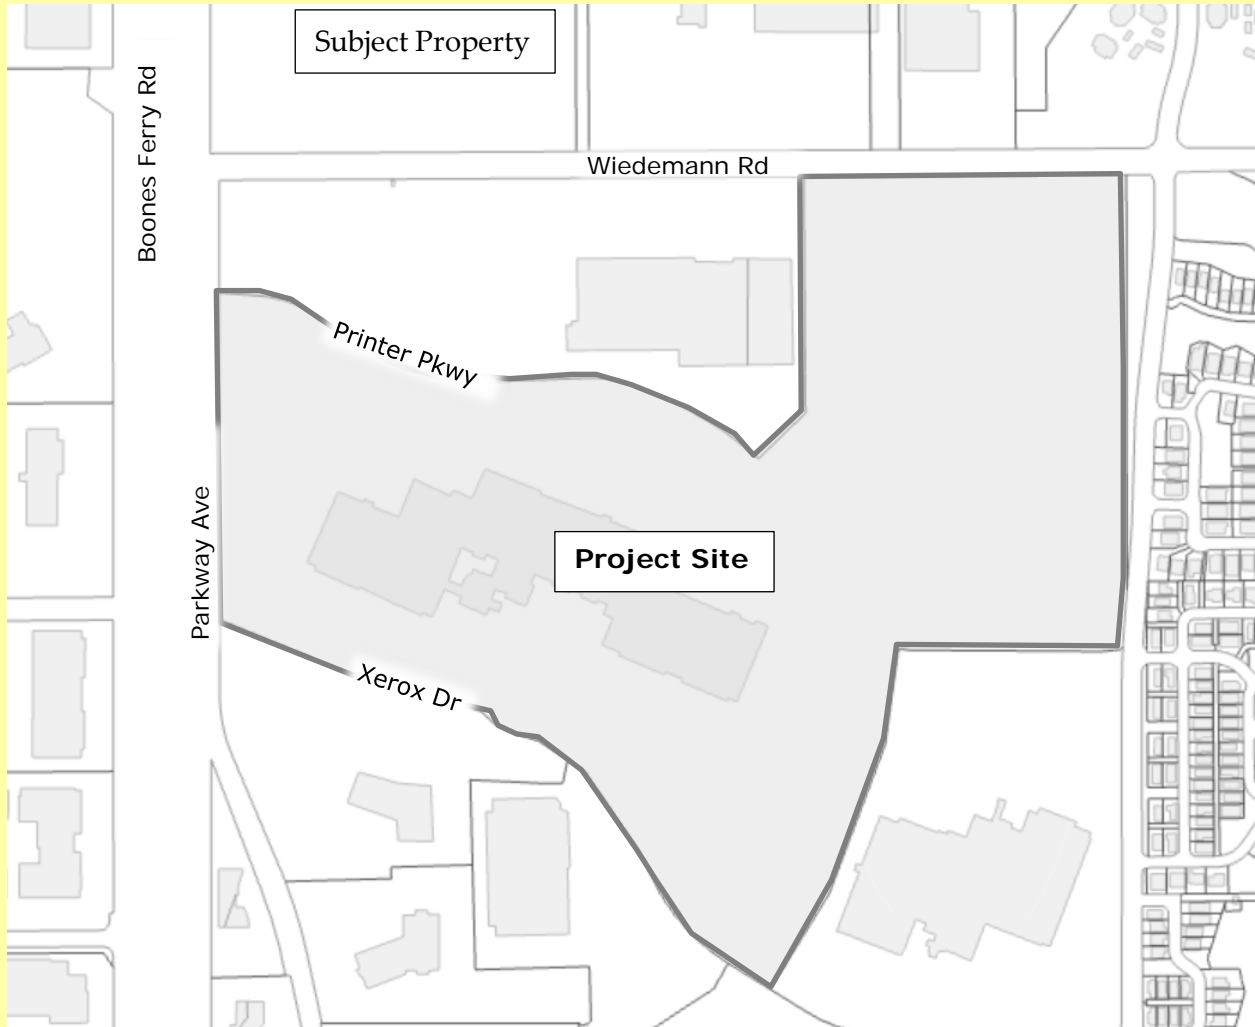 Subject Property
Boones Ferry Rd
Wiedemann Rd
Printer Pkwy
Parkway Ave
Project Site
Xerox Dr